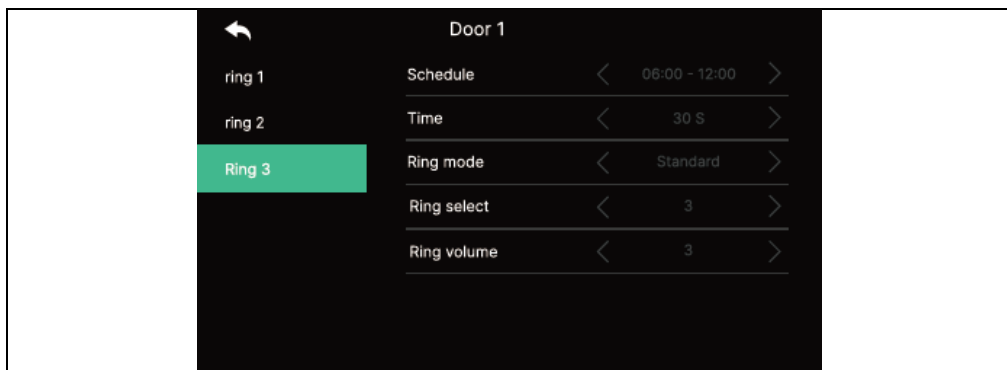 Door 1
ring 1
ring 2
Ring 3
Schedule 06:00 - 12:00
Time 30 S
Ring mode Standard
Ring select 3
Ring volume 3